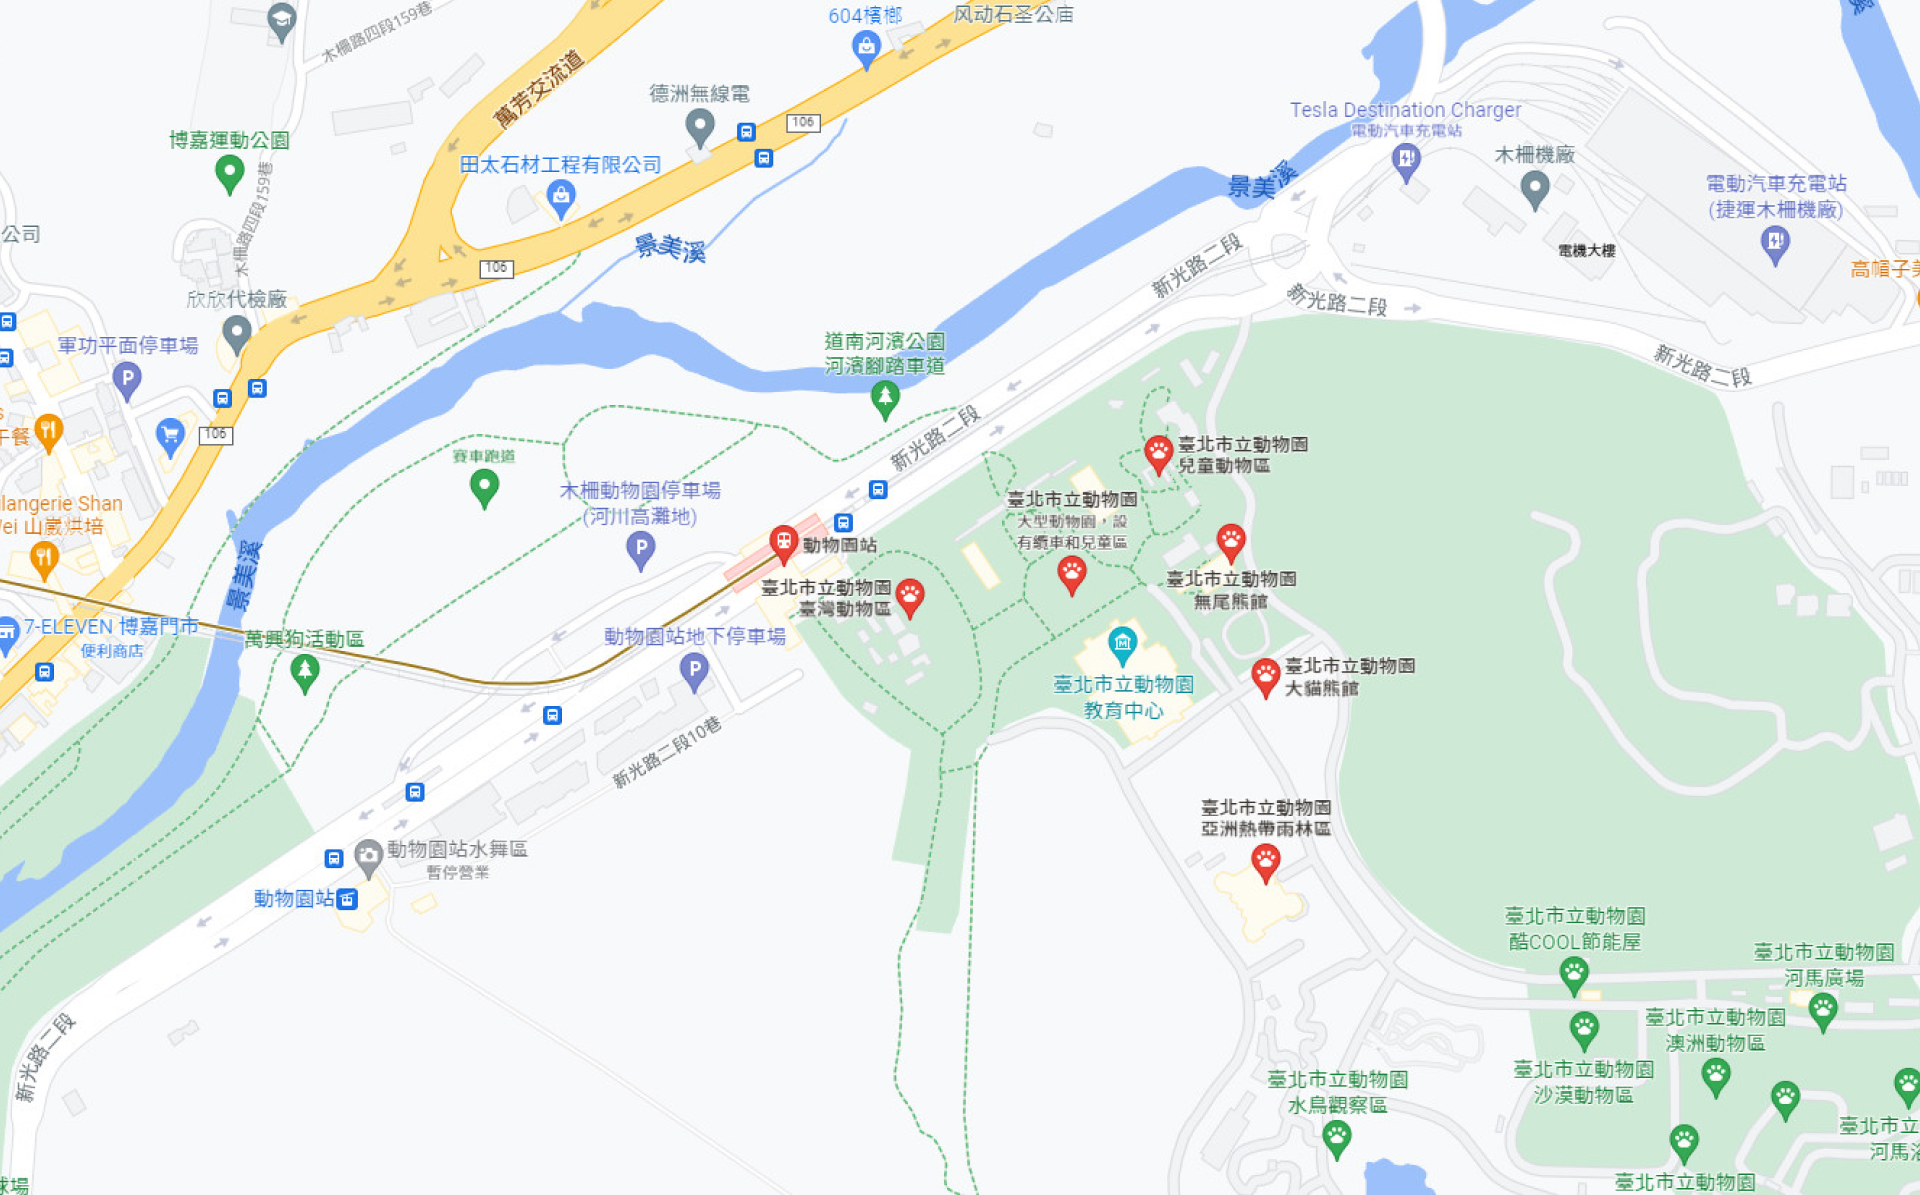 木柵路四段159巷
604檳榔
风动石圣公庙
萬芳交流道
德洲無線電
106
Tesla Destination Charger
電動汽車充電站
博嘉運動公園
田太石材工程有限公司
木柵機廠
電動汽車充電站
(捷運木柵機廠)
景美溪
公司
木柵路四段159巷
景美溪
新光路二段
電機大樓
106
高帽子美
欣欣代檢廠
新光路二段
軍功平面停車場
道南河濱公園
河濱腳踏車道
新光路二段
s
午餐
106
賽車跑道
新光路二段
臺北市立動物園
兒童動物區
木柵動物園停車場
(河川高灘地)
臺北市立動物園
大型動物園,設
有纜車和兒童區
langerie Shan
Wei 山崴烘培
動物園站
景美溪
臺北市立動物園
臺灣動物區
臺北市立動物園
無尾熊館
7-ELEVEN 博嘉門市
便利商店
萬興狗活動區
動物園站地下停車場
臺北市立動物園
教育中心
臺北市立動物園
大貓熊館
新光路二段10巷
臺北市立動物園
亞洲熱帶雨林區
動物園站水舞區
暫停營業
動物園站
臺北市立動物園
酷COOL節能屋
臺北市立動物園
河馬廣場
臺北市立動物園
澳洲動物區
新光路二段
臺北市立動物園
沙漠動物區
臺北市立動物園
水鳥觀察區
臺北市立
河馬
球場
臺北市立動物園